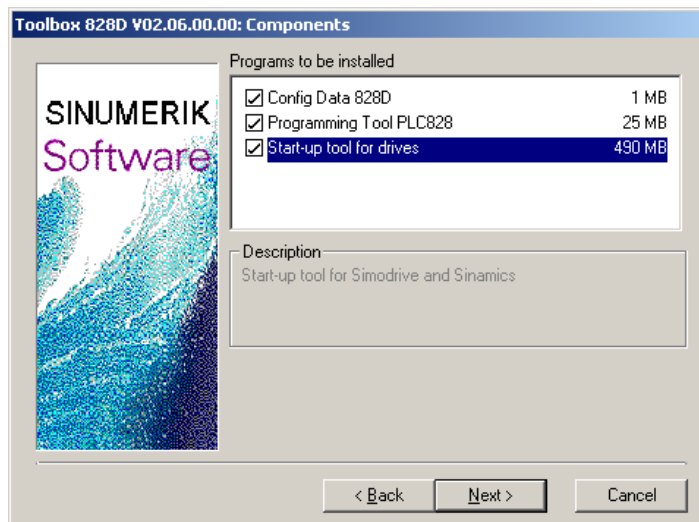 Toolbox 828D V02.06.00.00: Components
Programs to be installed
SINUMERIK
Software
Config Data 828D 1 MB
Programming Tool PLC828 25 MB
Start-up tool for drives 490 MB
Description
Start-up tool for Simodrive and Sinamics
< Back Next > Cancel